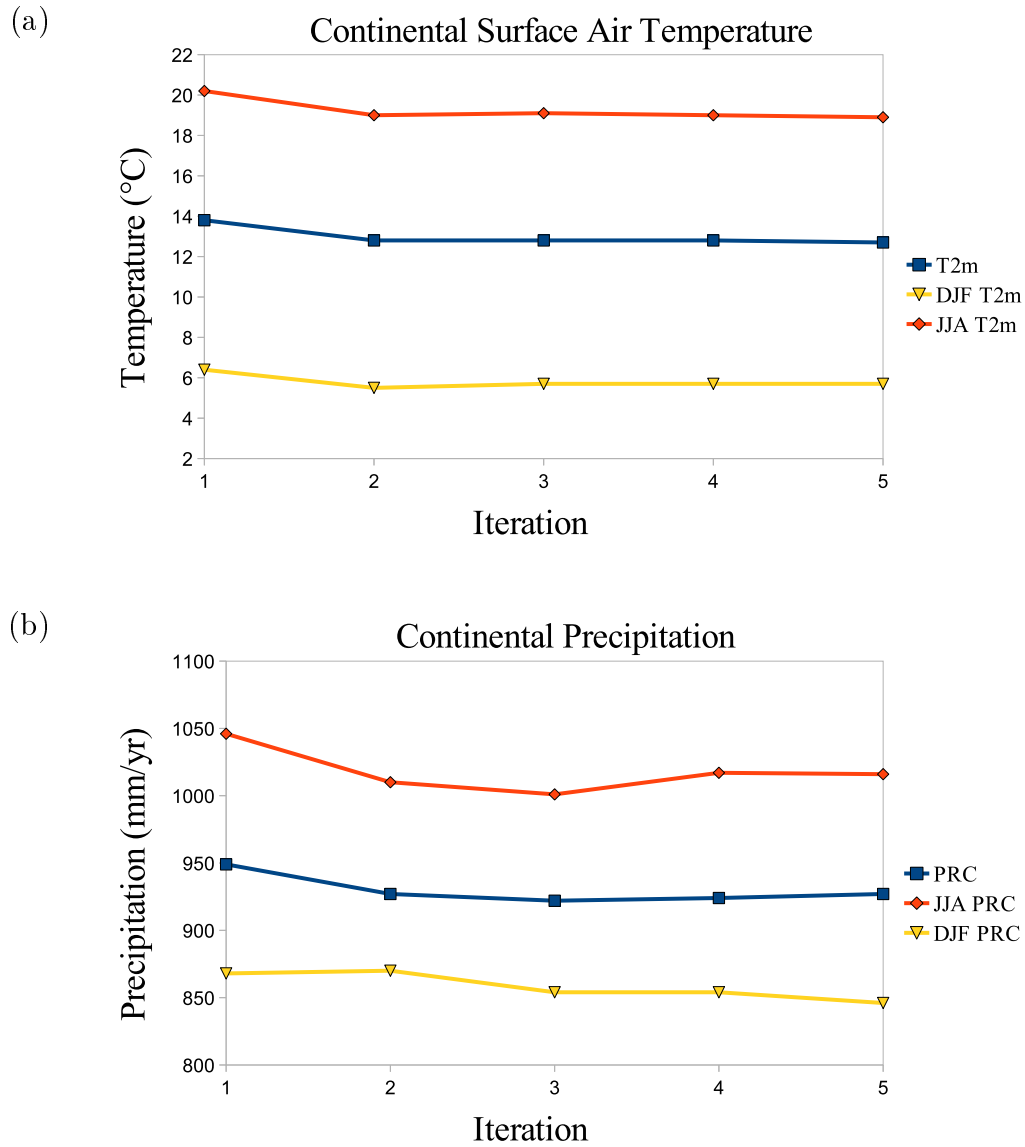 (a)
Continental Surface Air Temperature
22
20
18
16
14
12
10
8
6
4
2
Temperature (°C)
1 2 3 4 5
Iteration
T2m
DJF T2m
JJA T2m
(b)
Continental Precipitation
1100
1050
1000
950
900
850
800
Precipitation (mm/yr)
1 2 3 4 5
Iteration
PRC
JJA PRC
DJF PRC